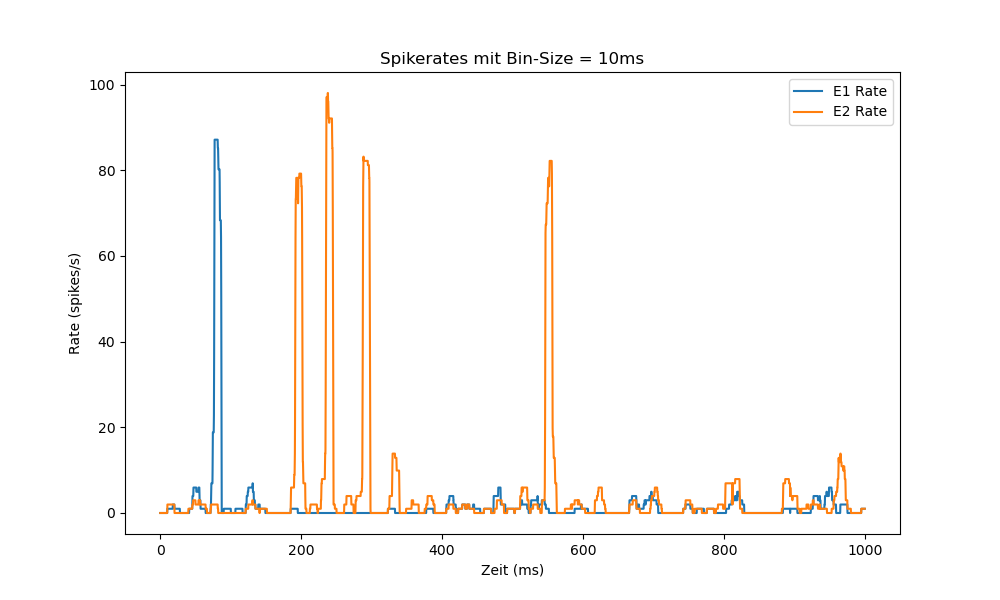 Spikerates mit Bin-Size = 10ms
E1 Rate
E2 Rate
100
80
60
40
20
0
Rate (spikes/s)
0 200 400 600 800 1000
Zeit (ms)